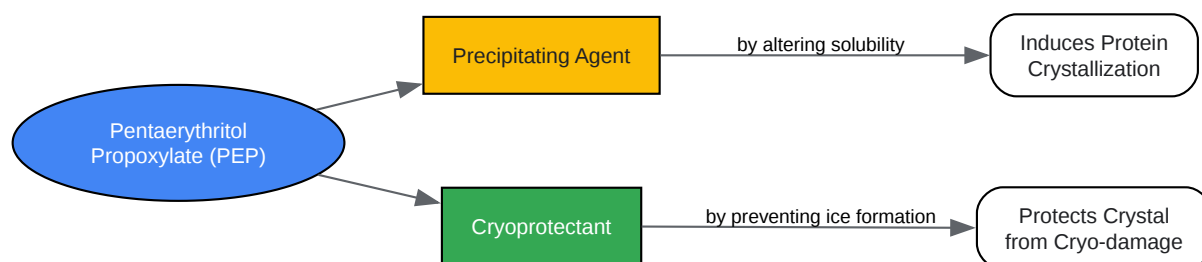 Precipitating Agent
by altering solubility
Induces Protein
Crystallization
Pentaerythritol
Propoxylate (PEP)
Cryoprotectant
by preventing ice formation
Protects Crystal
from Cryo-damage